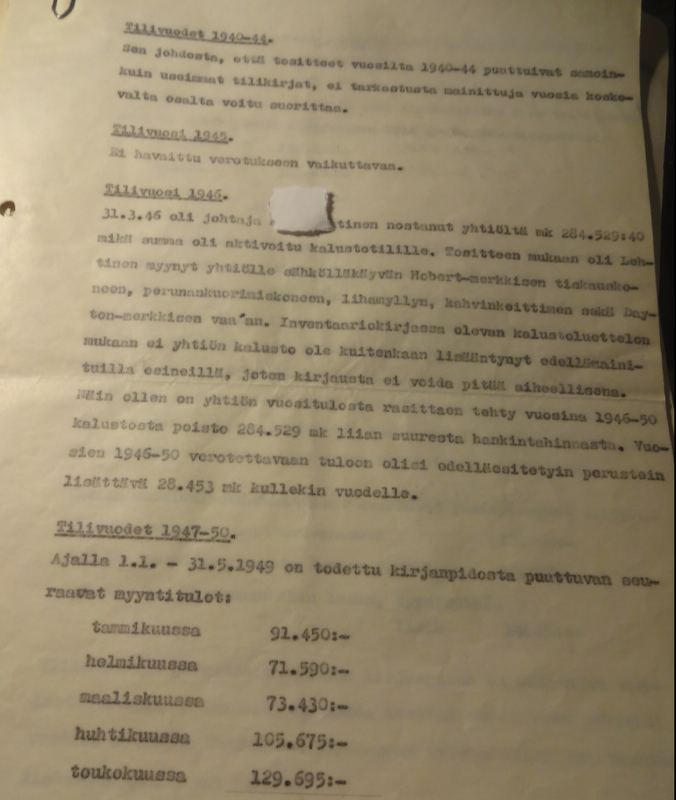 Tilivuodet 1940-44.
Sen johdosta, että tositteet vuosilta 1940-44 puuttuivat samoin-
kuin useimmat tilikirjat, ei tarkastusta mainittuja vuosia koske-
valta osalta voitu suorittaa.
Tilivuosi 1945.
Ei havaittu verotukseen vaikuttavaa.
Tilivuosi 1946.
31.3.46 oli johtaja tinen nostanut yhtiöltä mk 284.529:40
mikä summa oli aktivoitu kalustotilille. Tositteen mukaan oli Leh-
tinen myynyt yhtiölle sähkölläkäyvän Hobert-merkkisen tiskausko-
neen, perunankuorimiskoneen, lihamyllyn, kahvinkeittimen sekä Day-
ton-merkkisen vaa'an. Inventaariokirjassa olevan kalustoluettelon
mukaan ei yhtiön kalusto ole kuitenkaan lisääntynyt edellämaini-
tuilla esineillä, joten kirjausta ei voida pitää aiheellisena.
Näin ollen on yhtiön vuositulosta rasittaen tehty vuosina 1946-50
kalustosta poisto 284.529 mk liian suuresta hankintahinnasta. Vuo-
sien 1946-50 verotettavaan tuloon olisi edelläesitetyin perustein
lisättävä 28.453 mk kullekin vuodelle.
Tilivuodet 1947-50.
Ajalla 1.1. - 31.5.1949 on todettu kirjanpidosta puuttuvan seu-
raavat myyntitulot:
tammikuussa 91.450:-
helmikuussa 71.590:-
maaliskuussa 73.430:-
huhtikuussa 105.675:-
toukokuussa 129.695:-